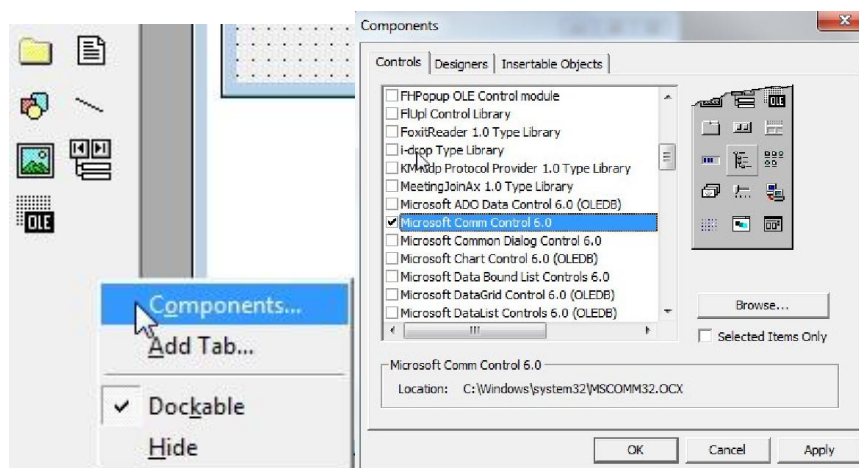 OLE
Components...
Add Tab...
Dockable
Hide
Components
Controls
Designers
Insertable Objects
FHPopup OLE Control module
FlUpl Control Library
FoxitReader 1.0 Type Library
i-drop Type Library
Protocol Provider 1.0 Type Library
MeetingJoinAx 1.0 Type Library
Microsoft ADO Data Control 6.0 (OLEDB)
Microsoft Comm Control 6.0
Microsoft Common Dialog Control 6.0
Microsoft Chart Control 6.0 (OLEDB)
Microsoft Data Bound List Controls 6.0
Microsoft DataGrid Control 6.0 (OLEDB)
Microsoft DataList Controls 6.0 (OLEDB)
OLE
Browse...
Selected Items Only
Microsoft Comm Control 6.0
Location: C:\Windows\system32\MSCOMM32.OCX
OK
Cancel
Apply